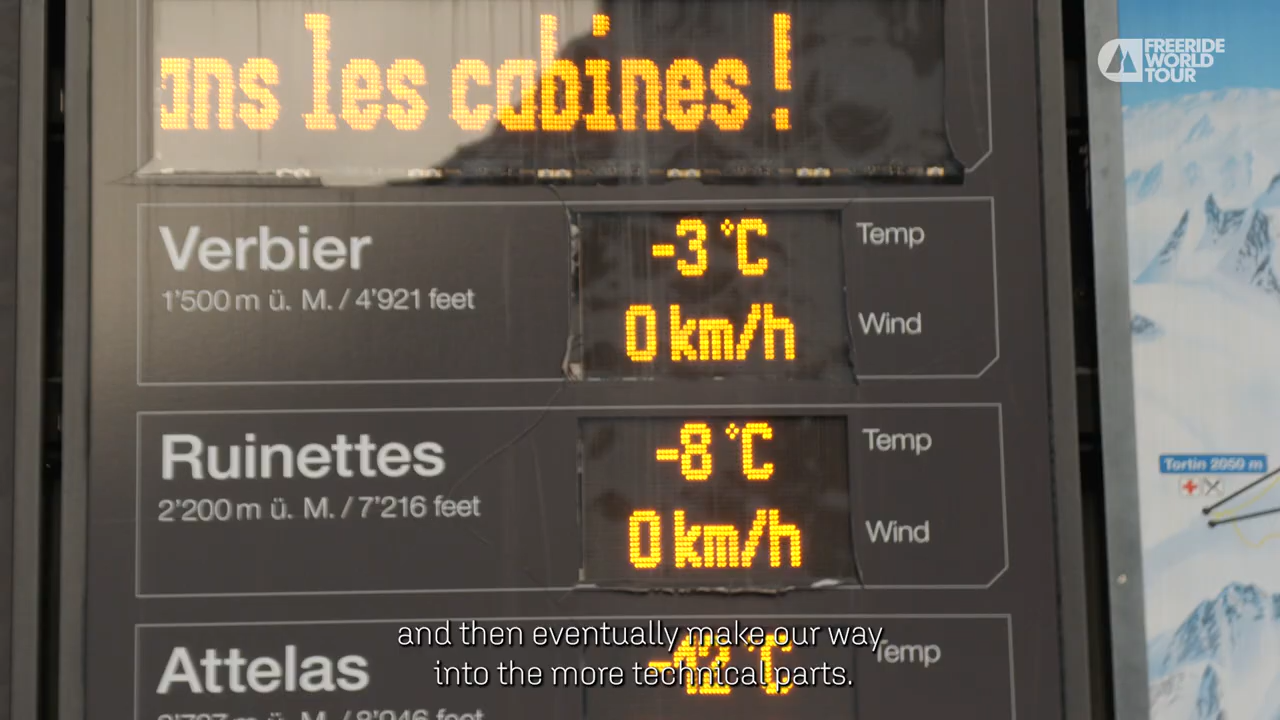 ans les cabines !
FREERIDE
WORLD
TOUR
Verbier
1'500 m ü. M. / 4'921 feet
-3°C
Temp
0 km/h
Wind
Ruinettes
2'200 m ü. M. / 7'216 feet
-8°C
Temp
0 km/h
Wind
Tortin 2050 m
Attelas
-12°C
Temp
and then eventually make our way
into the more technical parts.